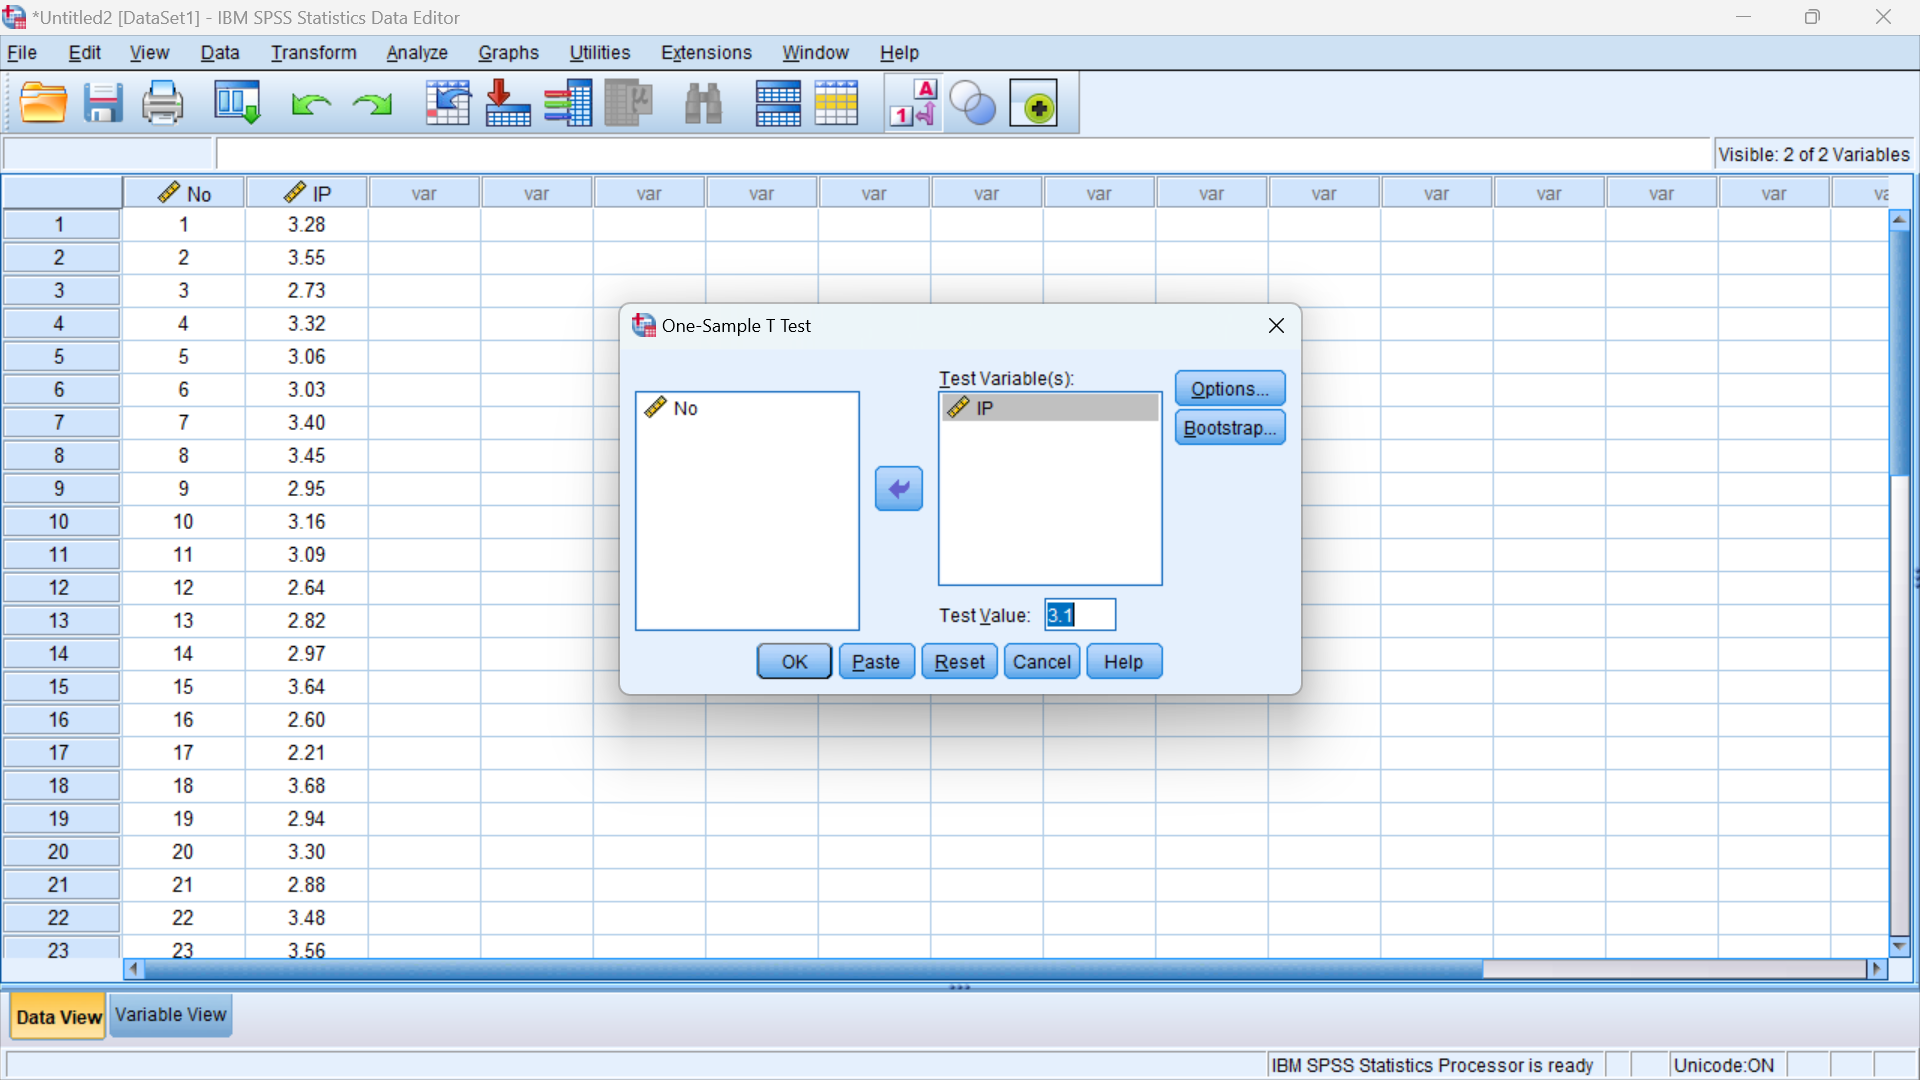 *Untitled2 [DataSet1] - IBM SPSS Statistics Data Editor
File Edit View Data Transform Analyze Graphs Utilities Extensions Window Help
A
1
μ
Visible: 2 of 2 Variables
No IP var var var var var var var var var var var var var va
1 1 3.28
2 2 3.55
3 3 2.73
4 4 3.32
5 5 3.06
6 6 3.03
7 7 3.40
8 8 3.45
9 9 2.95
10 10 3.16
11 11 3.09
12 12 2.64
13 13 2.82
14 14 2.97
15 15 3.64
16 16 2.60
17 17 2.21
18 18 3.68
19 19 2.94
20 20 3.30
21 21 2.88
22 22 3.48
23 23 3.56
One-Sample T Test
Test Variable(s):
No
IP
Options...
Bootstrap...
Test Value: 3.1
OK Paste Reset Cancel Help
Data View Variable View
IBM SPSS Statistics Processor is ready Unicode:ON